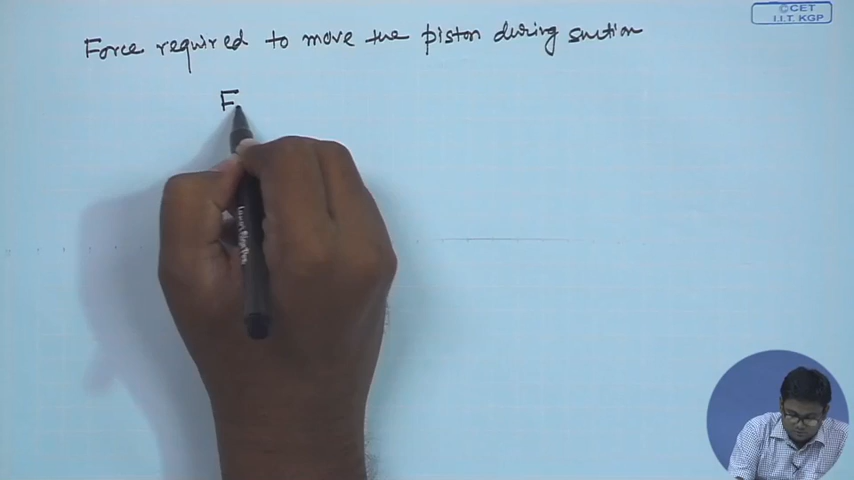 © CET
I.I.T. KGP
Force required to move the piston during suction
F